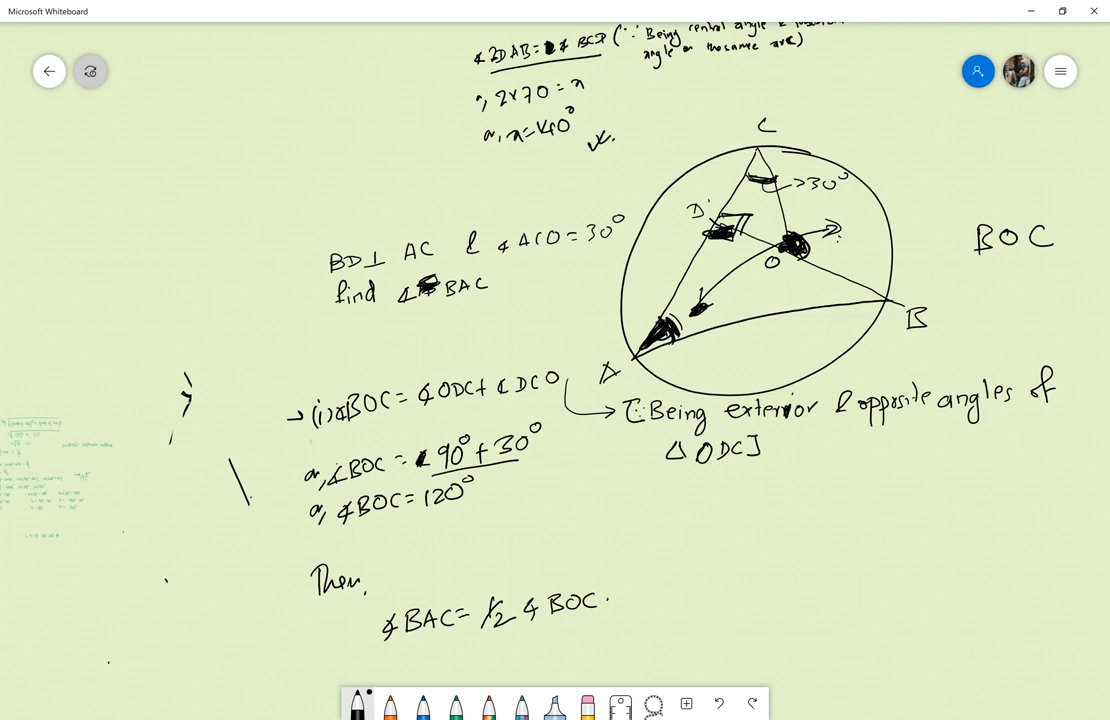 Microsoft Whiteboard
∡2DAB = ∡BCD (∵ Being central angle &
angle on the same arc)
or, 2×70 = x
or, x = 140°
C
30°
D
O
BOC
BD⊥ AC & ∡ACO = 30°
find ∡BAC
A
B
→ (i) ∡BOC = ∡ODC + ∡DCO
→ [∵ Being exterior & opposite angles of
Δ ODC]
or, ∡BOC = 90° + 30°
or, ∡BOC = 120°
Then,
∡BAC = 1/2 ∡BOC.